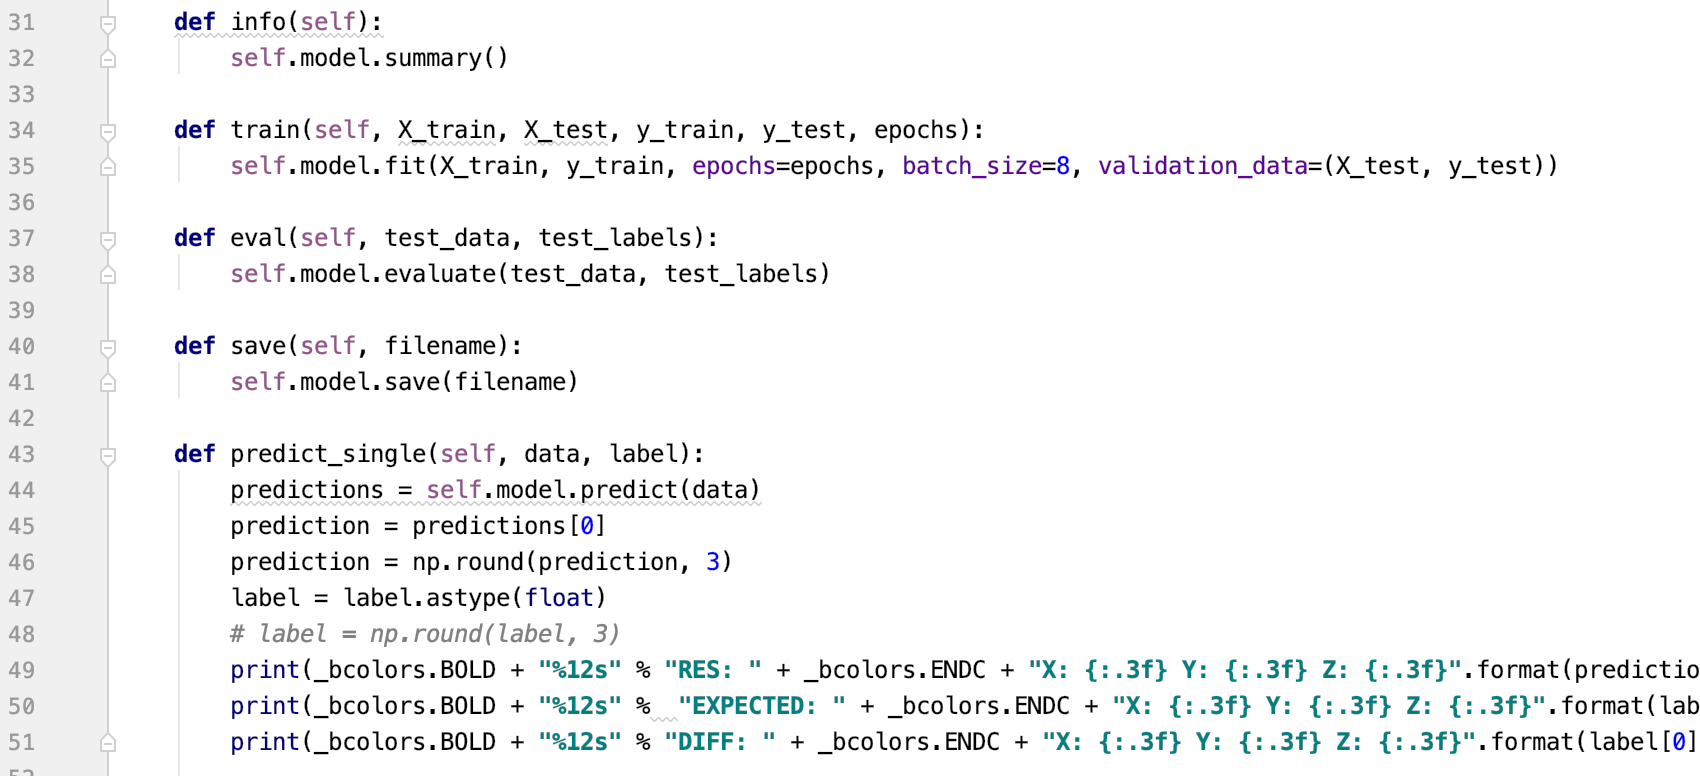 31 def info(self):
32 self.model.summary()
33
34 def train(self, X_train, X_test, y_train, y_test, epochs):
35 self.model.fit(X_train, y_train, epochs=epochs, batch_size=8, validation_data=(X_test, y_test))
36
37 def eval(self, test_data, test_labels):
38 self.model.evaluate(test_data, test_labels)
39
40 def save(self, filename):
41 self.model.save(filename)
42
43 def predict_single(self, data, label):
44 predictions = self.model.predict(data)
45 prediction = predictions[0]
46 prediction = np.round(prediction, 3)
47 label = label.astype(float)
48 # label = np.round(label, 3)
49 print(_bcolors.BOLD + "%12s" % "RES: " + _bcolors.ENDC + "X: {:.3f} Y: {:.3f} Z: {:.3f}".format(predictio
50 print(_bcolors.BOLD + "%12s" %  "EXPECTED: " + _bcolors.ENDC + "X: {:.3f} Y: {:.3f} Z: {:.3f}".format(lab
51 print(_bcolors.BOLD + "%12s" % "DIFF: " + _bcolors.ENDC + "X: {:.3f} Y: {:.3f} Z: {:.3f}".format(label[0]